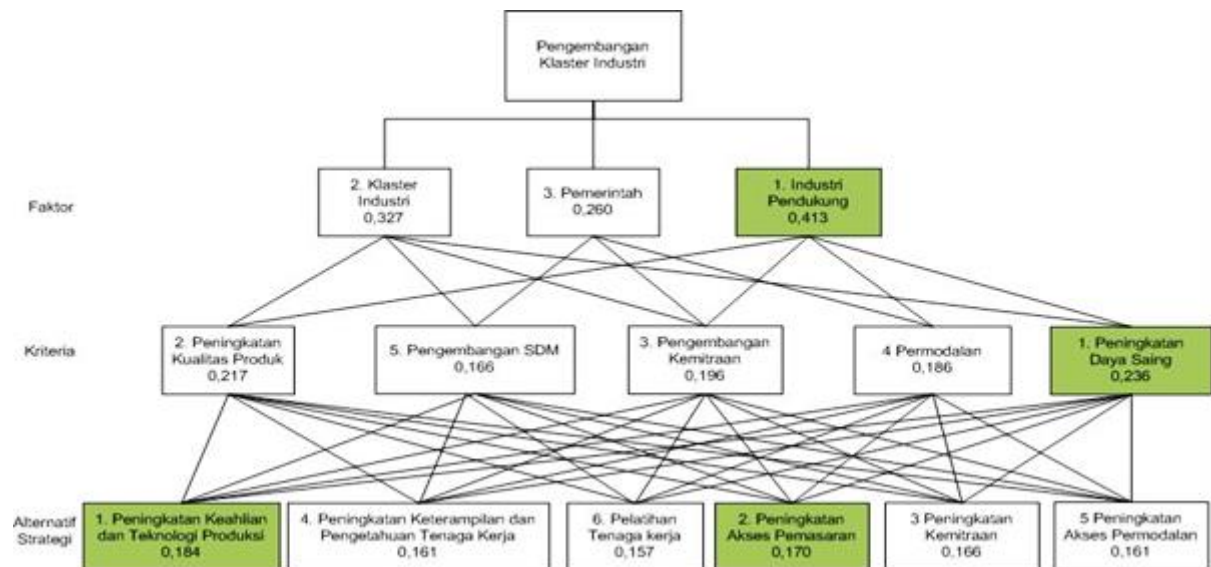 Pengembangan
Klaster Industri
Faktor
2. Klaster
Industri
0,327
3. Pemerintah
0,260
1. Industri
Pendukung
0,413
Kriteria
2. Peningkatan
Kualitas Produk
0,217
5. Pengembangan SDM
0,166
3. Pengembangan
Kemitraan
0,196
4 Permodalan
0,186
1. Peningkatan
Daya Saing
0,236
Alternatif
Strategi
1. Peningkatan Keahlian
dan Teknologi Produksi
0,184
4. Peningkatan Keterampilan dan
Pengetahuan Tenaga Kerja
0,161
6. Pelatihan
Tenaga kerja
0,157
2. Peningkatan
Akses Pemasaran
0,170
3 Peningkatan
Kemitraan
0,166
5 Peningkatan
Akses Permodalan
0,161